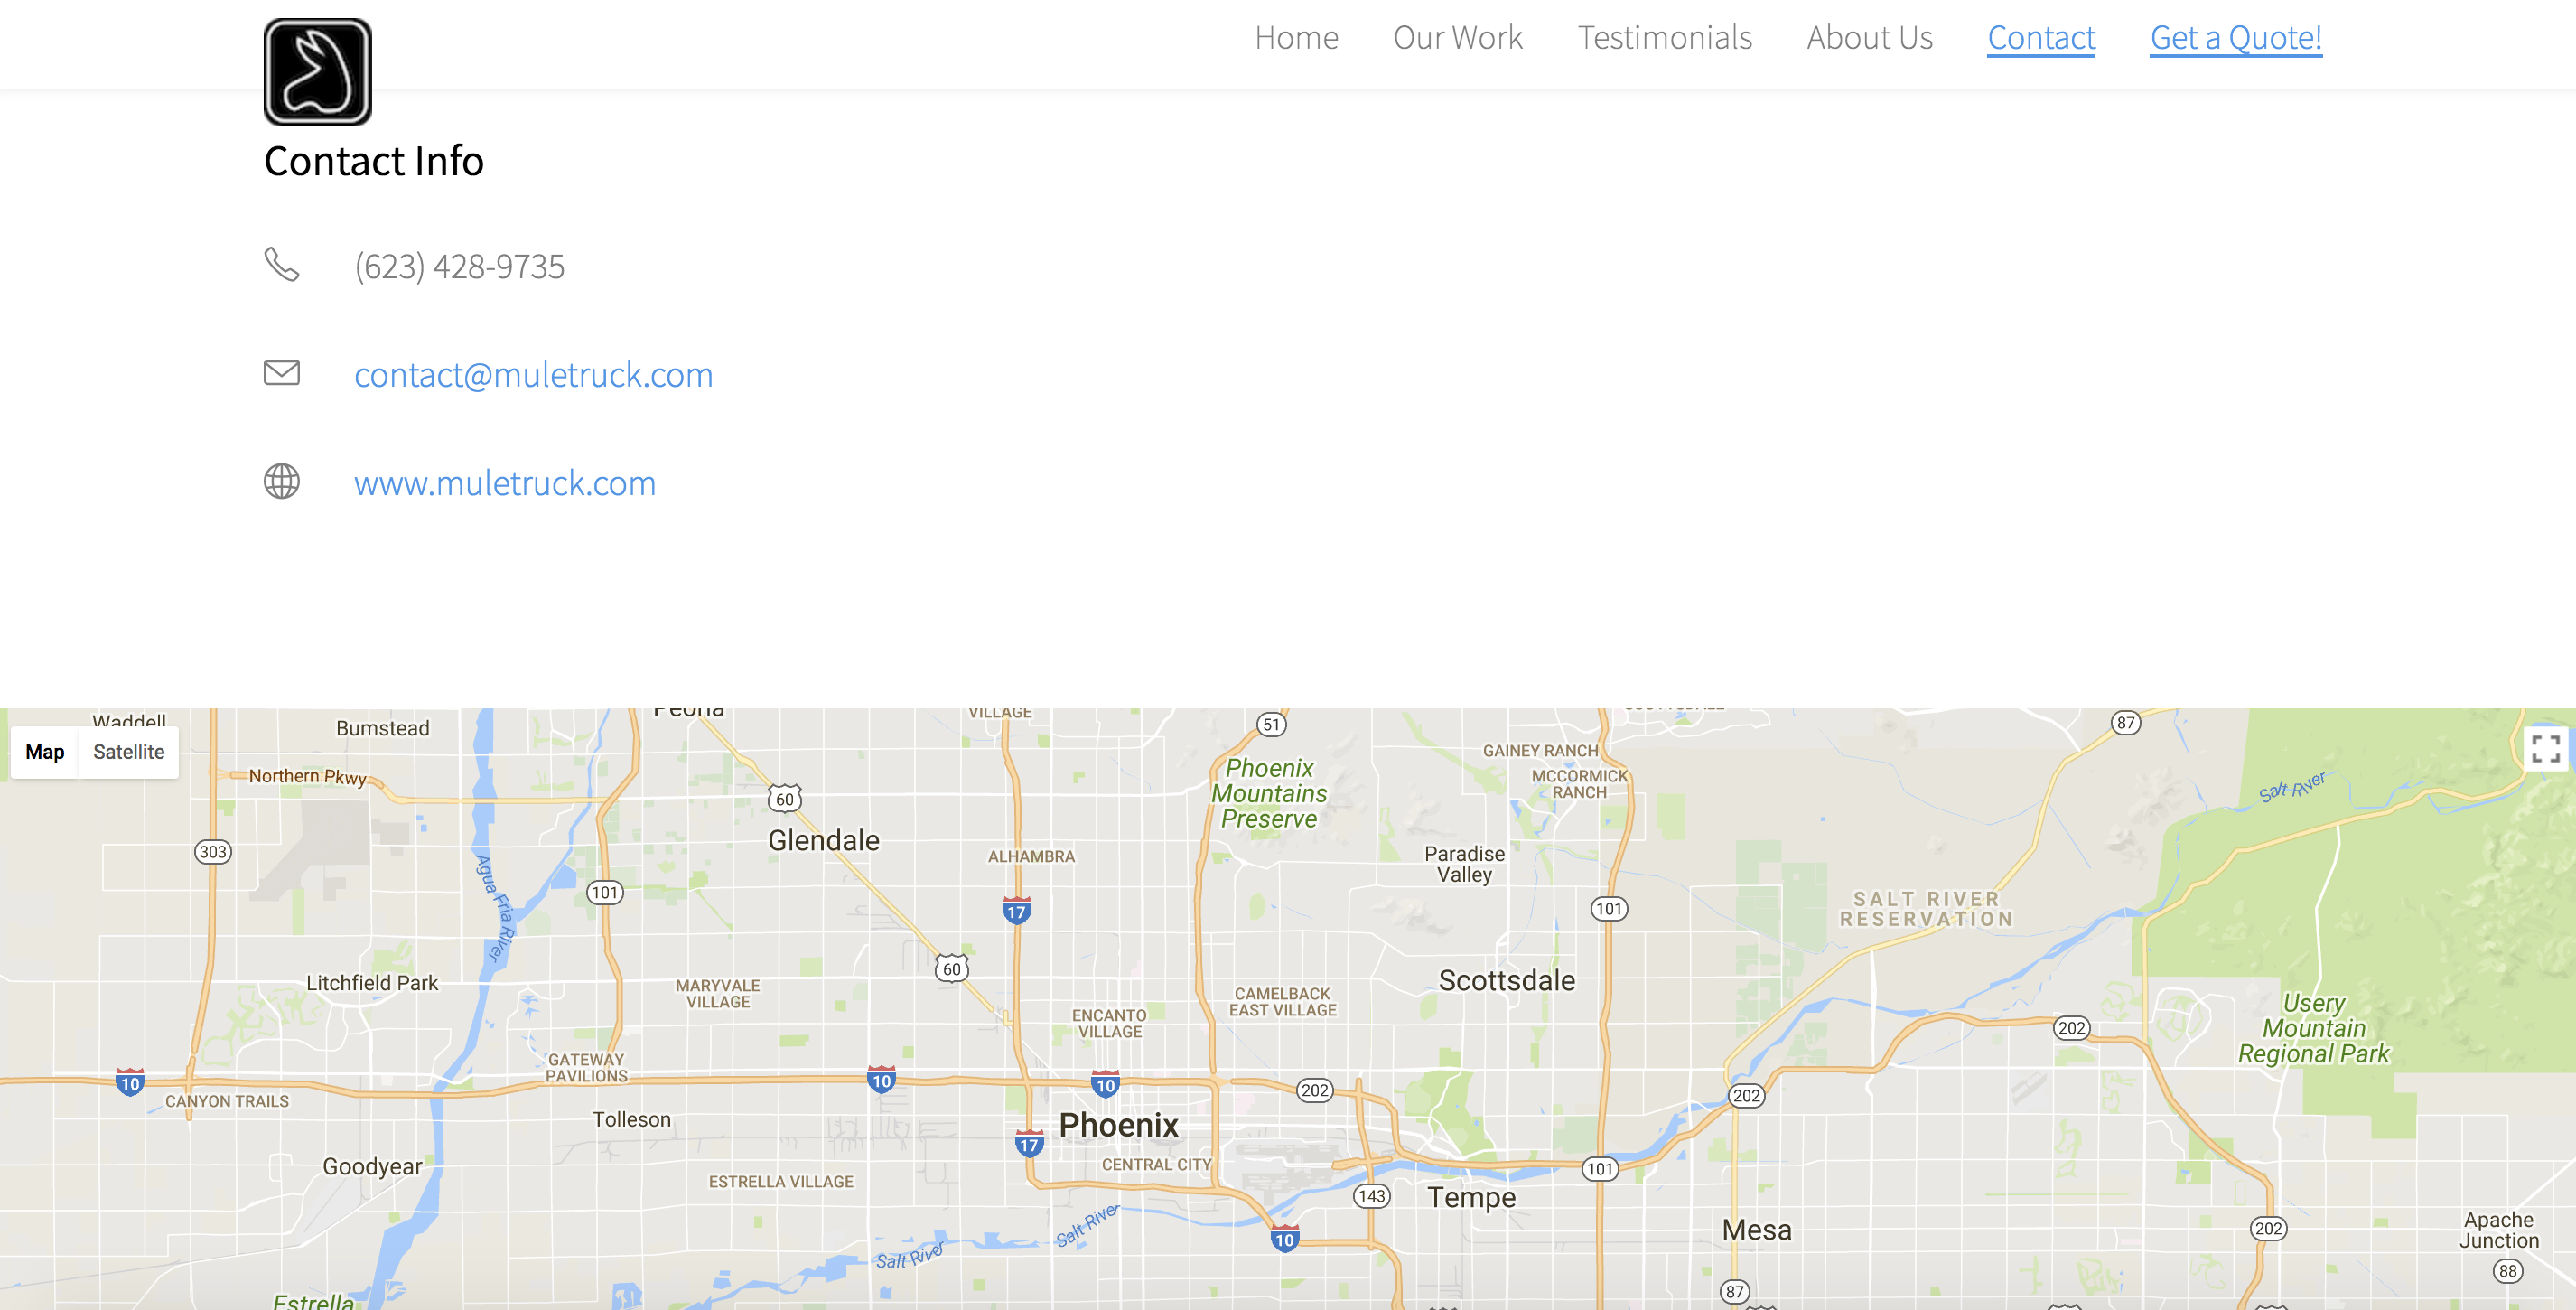 Home Our Work Testimonials About Us Contact Get a Quote!
Contact Info
(623) 428-9735
contact@muletruck.com
www.muletruck.com
Map Satellite
Waddell
Bumstead
Peoria
VILLAGE
51
87
Northern Pkwy
GAINEY RANCH
MCCORMICK
RANCH
Phoenix
Mountains
Preserve
Salt River
60
303
Glendale
ALHAMBRA
Paradise
Valley
101
17
101
Agua Fria River
SALT RIVER
RESERVATION
60
Litchfield Park
MARYVALE
VILLAGE
Scottsdale
CAMELBACK
EAST VILLAGE
ENCANTO
VILLAGE
Usery
Mountain
Regional Park
202
GATEWAY
PAVILIONS
10
10
10
202
202
CANYON TRAILS
Tolleson
Phoenix
17
Goodyear
CENTRAL CITY
101
ESTRELLA VILLAGE
143
Tempe
Mesa
202
Apache
Junction
Salt River
Salt River
10
88
87
Estrella